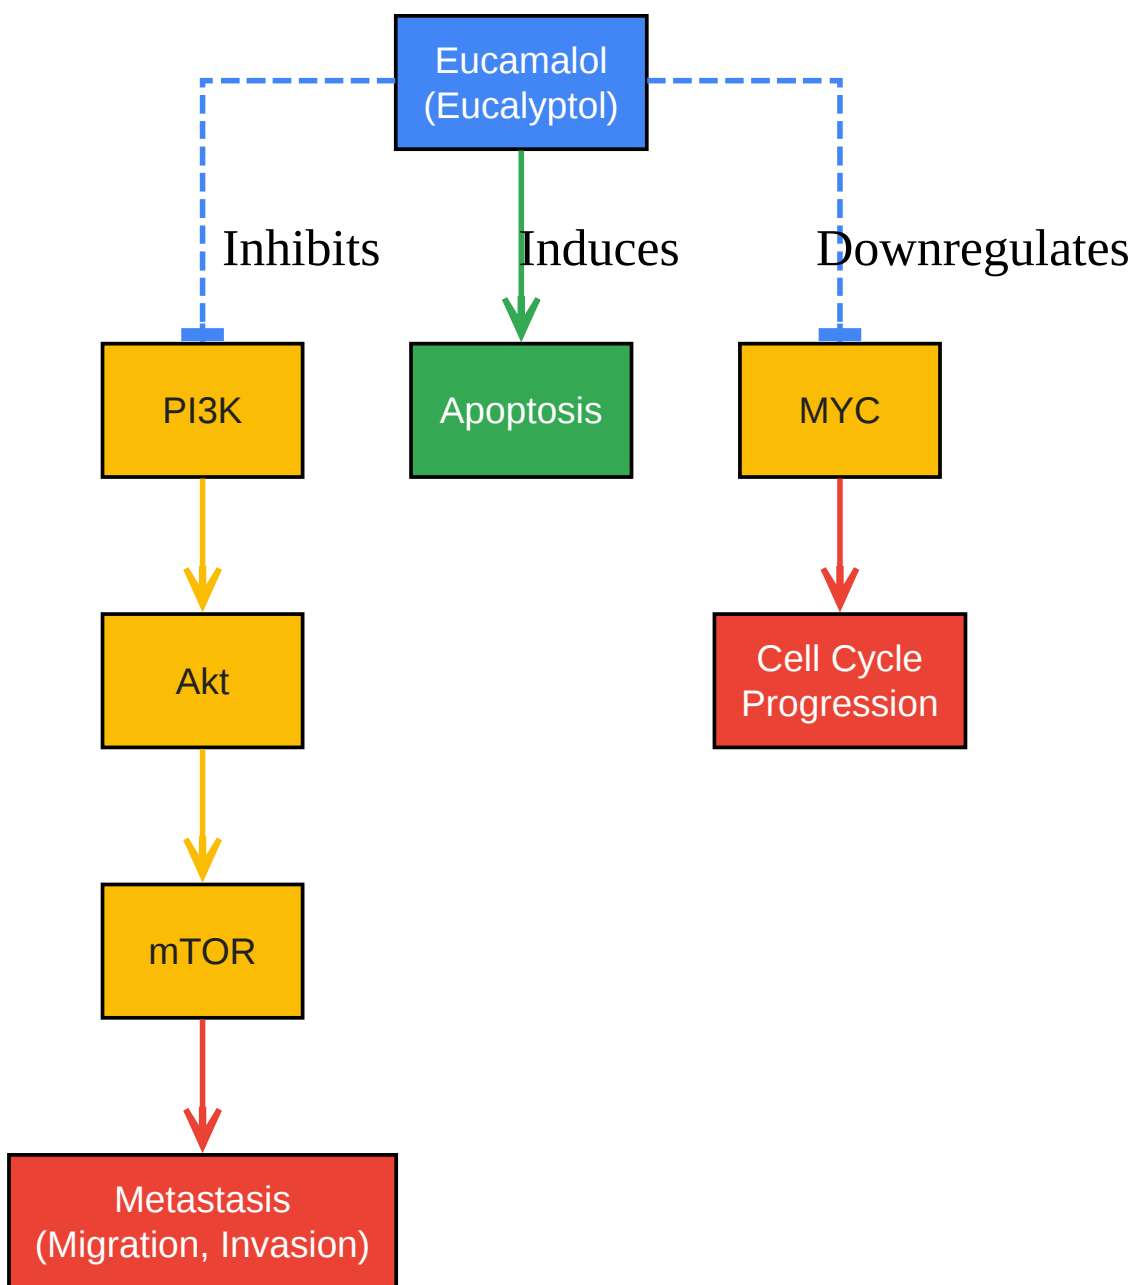 Eucamalol
(Eucalyptol)
Inhibits
Induces
Downregulates
PI3K
Apoptosis
MYC
Akt
Cell Cycle
Progression
mTOR
Metastasis
(Migration, Invasion)